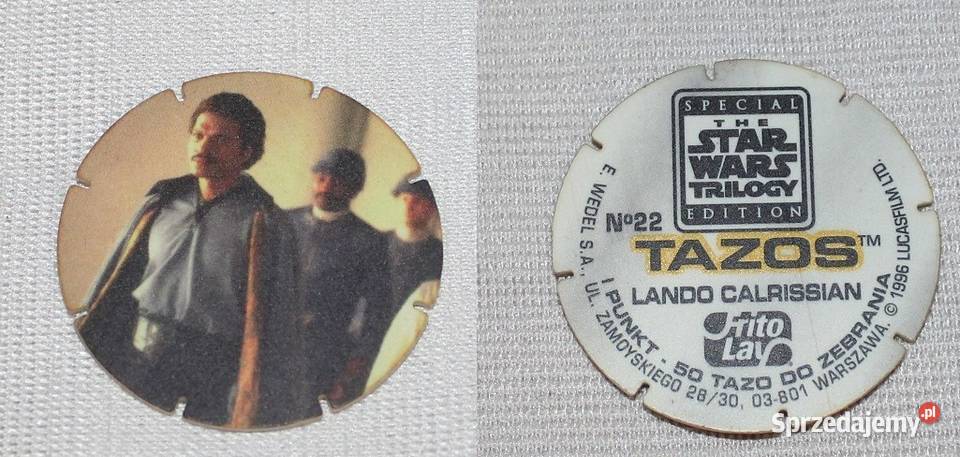 SPECIAL
THE
STAR
WARS
TRILOGY
EDITION
Nº22
TAZOS™
LANDO CALRISSIAN
Frito
Lay
1 PUNKT - 50 TAZO DO ZEBRANIA
E. WEDEL S.A., UL. ZAMOYSKIEGO 28/30, 03-801 WARSZAWA. © 1996 LUCASFILM LTD.
Sprzedajemy.pl